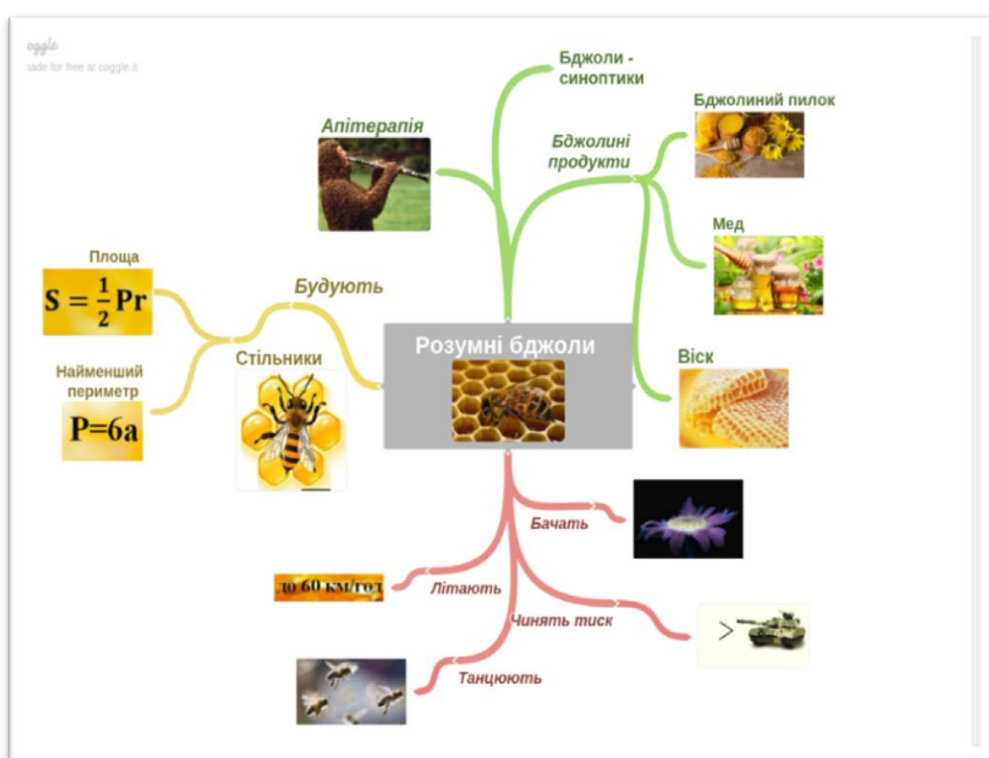 oggle
made for free at coggle.it
Бджоли -
синоптики
Бджолиний пилок
Апітерапія
Бджолині
продукти
Мед
Площа
S = 1/2 Pr
Будують
Розумні бджоли
Стільники
Віск
Найменший
периметр
P=6a
Бачать
до 60 км/год
Літають
Чинять тиск
>
Танцюють